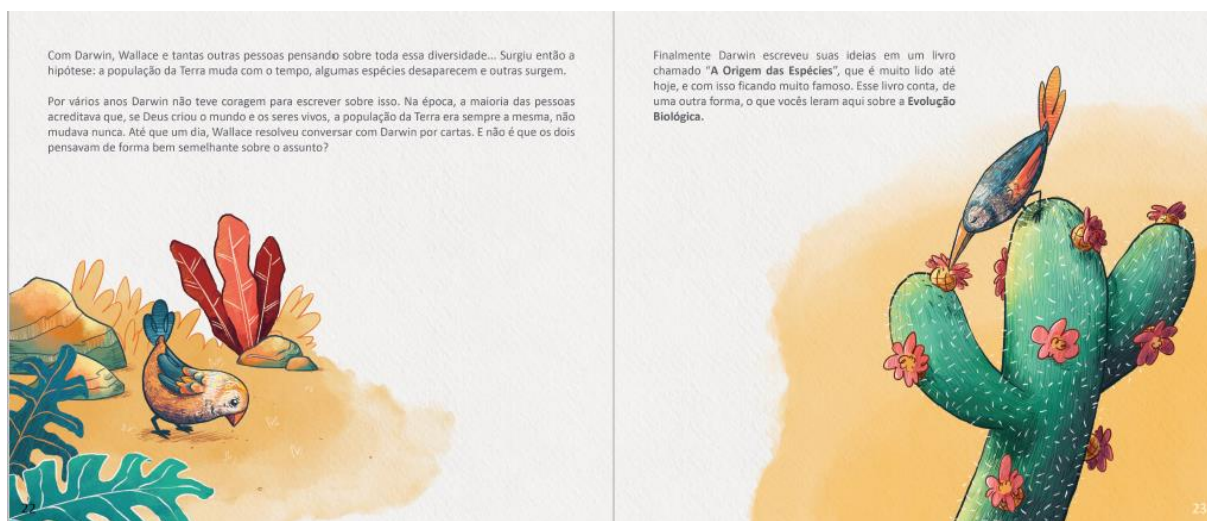 Com Darwin, Wallace e tantas outras pessoas pensando sobre toda essa diversidade... Surgiu então a
hipótese: a população da Terra muda com o tempo, algumas espécies desaparecem e outras surgem.
Por vários anos Darwin não teve coragem para escrever sobre isso. Na época, a maioria das pessoas
acreditava que, se Deus criou o mundo e os seres vivos, a população da Terra era sempre a mesma, não
mudava nunca. Até que um dia, Wallace resolveu conversar com Darwin por cartas. E não é que os dois
pensavam de forma bem semelhante sobre o assunto?
22
Finalmente Darwin escreveu suas ideias em um livro
chamado "A Origem das Espécies", que é muito lido até
hoje, e com isso ficando muito famoso. Esse livro conta, de
uma outra forma, o que vocês leram aqui sobre a Evolução
Biológica.
23